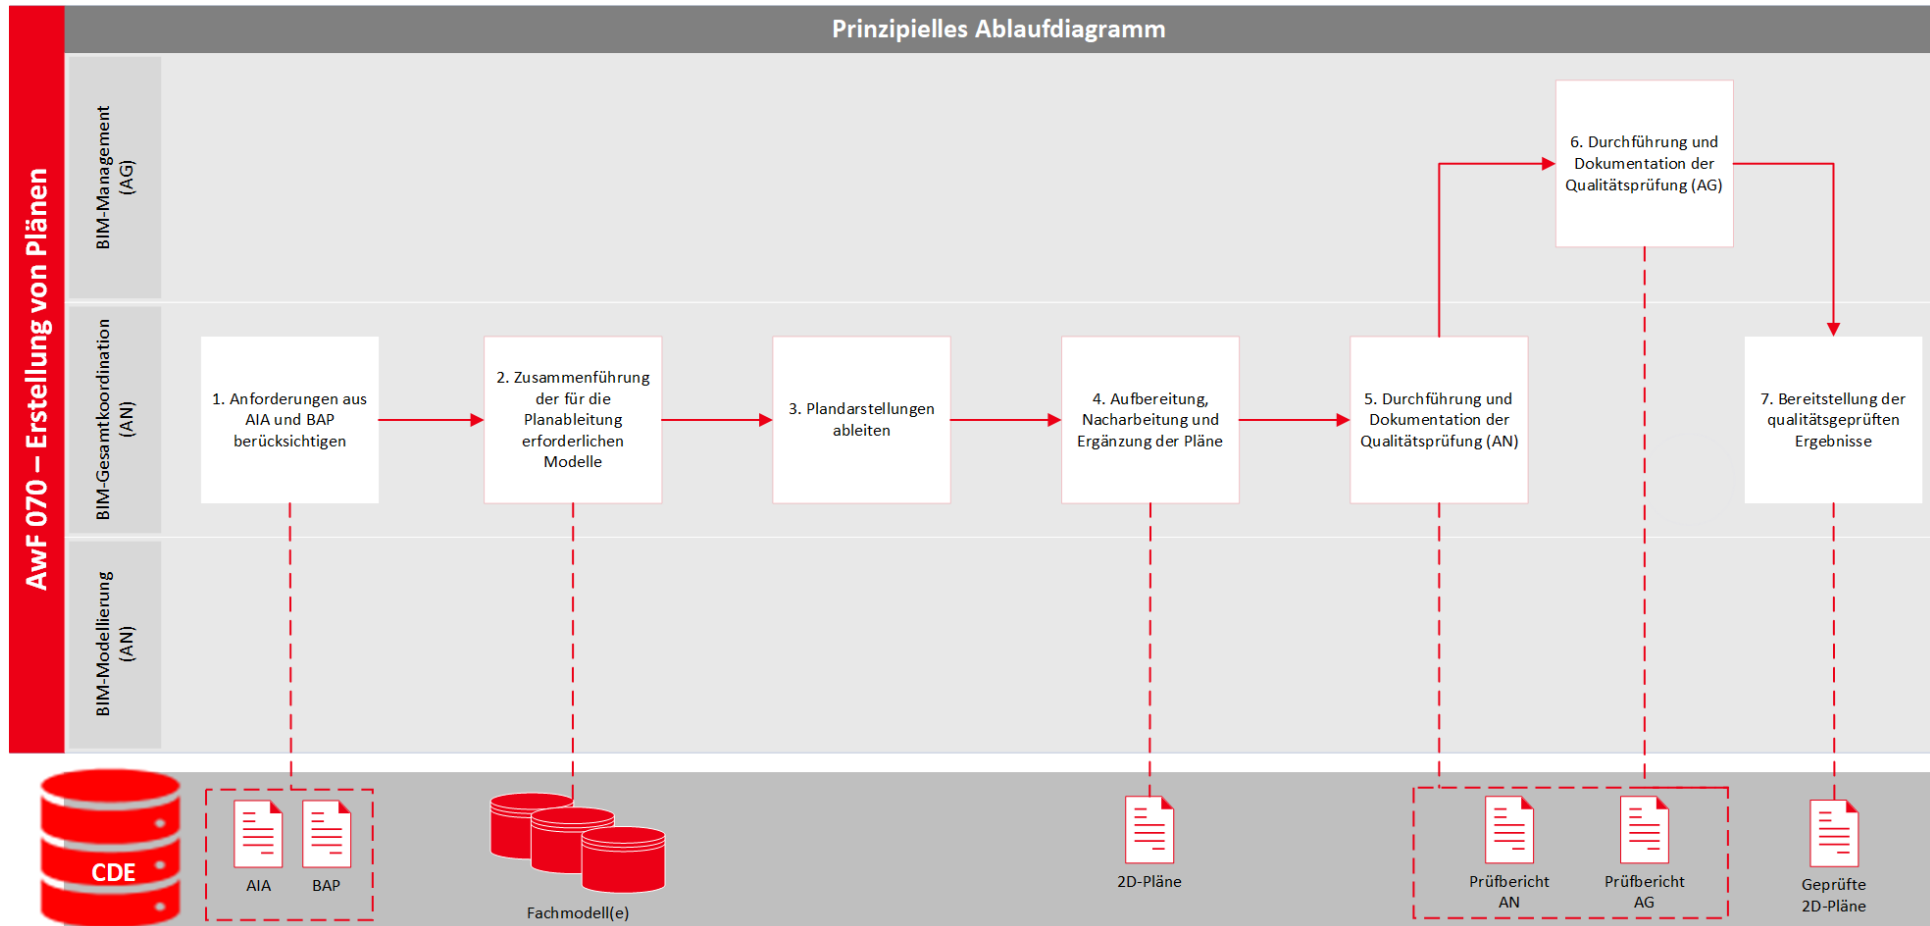 Prinzipielles Ablaufdiagramm
AwF 070 – Erstellung von Plänen
BIM-Management
(AG)
6. Durchführung und
Dokumentation der
Qualitätsprüfung (AG)
BIM-Gesamtkoordination
(AN)
1. Anforderungen aus
AIA und BAP
berücksichtigen
2. Zusammenführung
der für die
Planableitung
erforderlichen
Modelle
3. Plandarstellungen
ableiten
4. Aufbereitung,
Nacharbeitung und
Ergänzung der Pläne
5. Durchführung und
Dokumentation der
Qualitätsprüfung (AN)
7. Bereitstellung der
qualitätsgeprüften
Ergebnisse
BIM-Modellierung
(AN)
CDE
AIA
BAP
Fachmodell(e)
2D-Pläne
Prüfbericht
AN
Prüfbericht
AG
Geprüfte
2D-Pläne